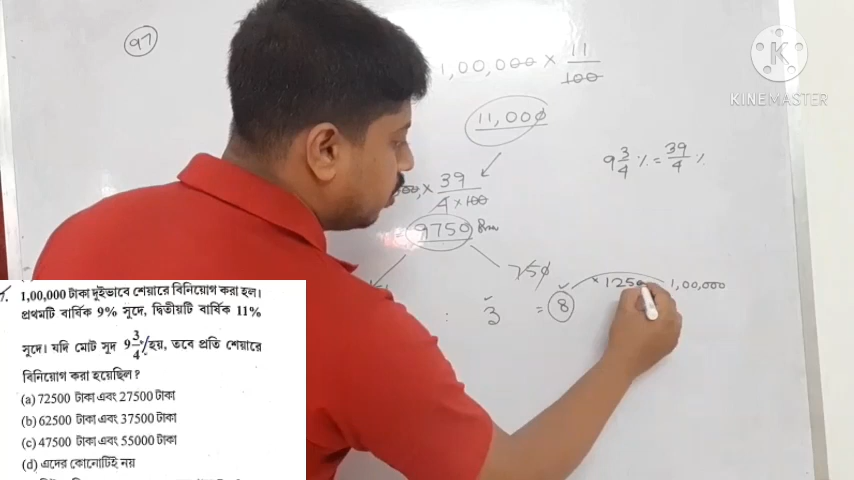 97
1,00,000 × 11/100
11,000
9 3/4 % = 39/4 %
× 39/4 × 100
9750
750
: 3 = 8 × 1250 1,00,000
KINEMASTER
1,00,000 টাকা দুইভাবে শেয়ারে বিনিয়োগ করা হল।
প্রথমটি বার্ষিক 9% সুদে, দ্বিতীয়টি বার্ষিক 11%
সুদে। যদি মোট সুদ 9 3/4 % হয়, তবে প্রতি শেয়ারে
বিনিয়োগ করা হয়েছিল?
(a) 72500 টাকা এবং 27500 টাকা
(b) 62500 টাকা এবং 37500 টাকা
(c) 47500 টাকা এবং 55000 টাকা
(d) এদের কোনোটিই নয়